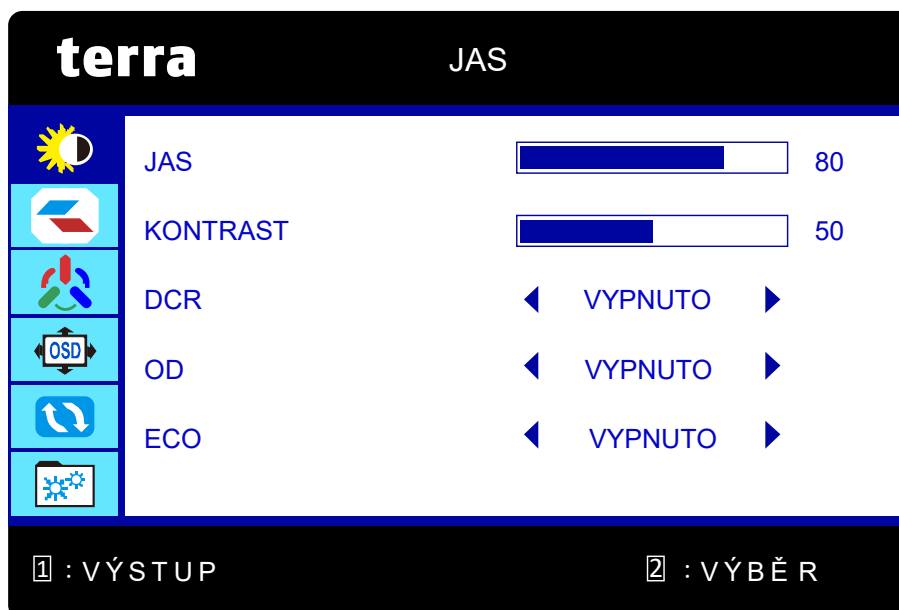 terra JAS
JAS 80
KONTRAST 50
DCR VYPNUTO
OD VYPNUTO
OSD
ECO VYPNUTO
1 : VÝSTUP 2 : VÝBĚR